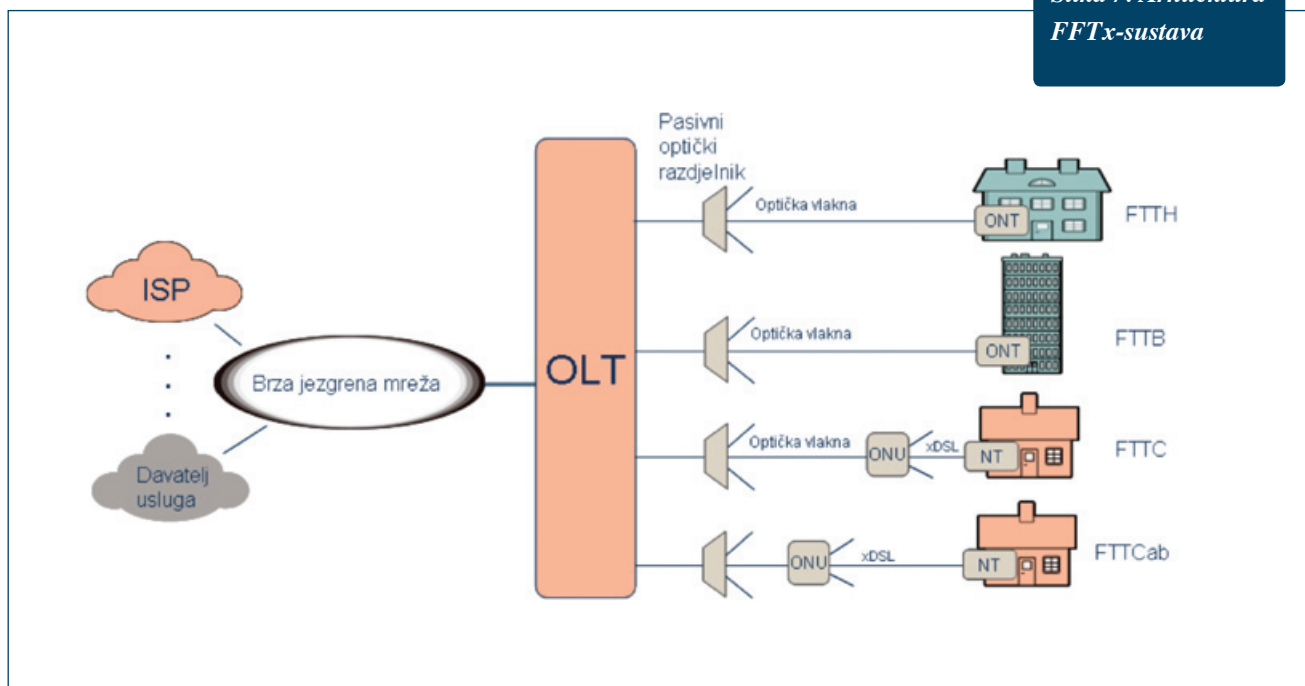 FFTx-sustava
Pasivni
optički
razdjelnik
Optička vlakna
ONT
FTTH
ISP
Optička vlakna
ONT
FTTB
Brza jezgrena mreža
OLT
Optička vlakna
ONU
xDSL
NT
FTTC
Davatelj
usluga
ONU
xDSL
NT
FTTCab